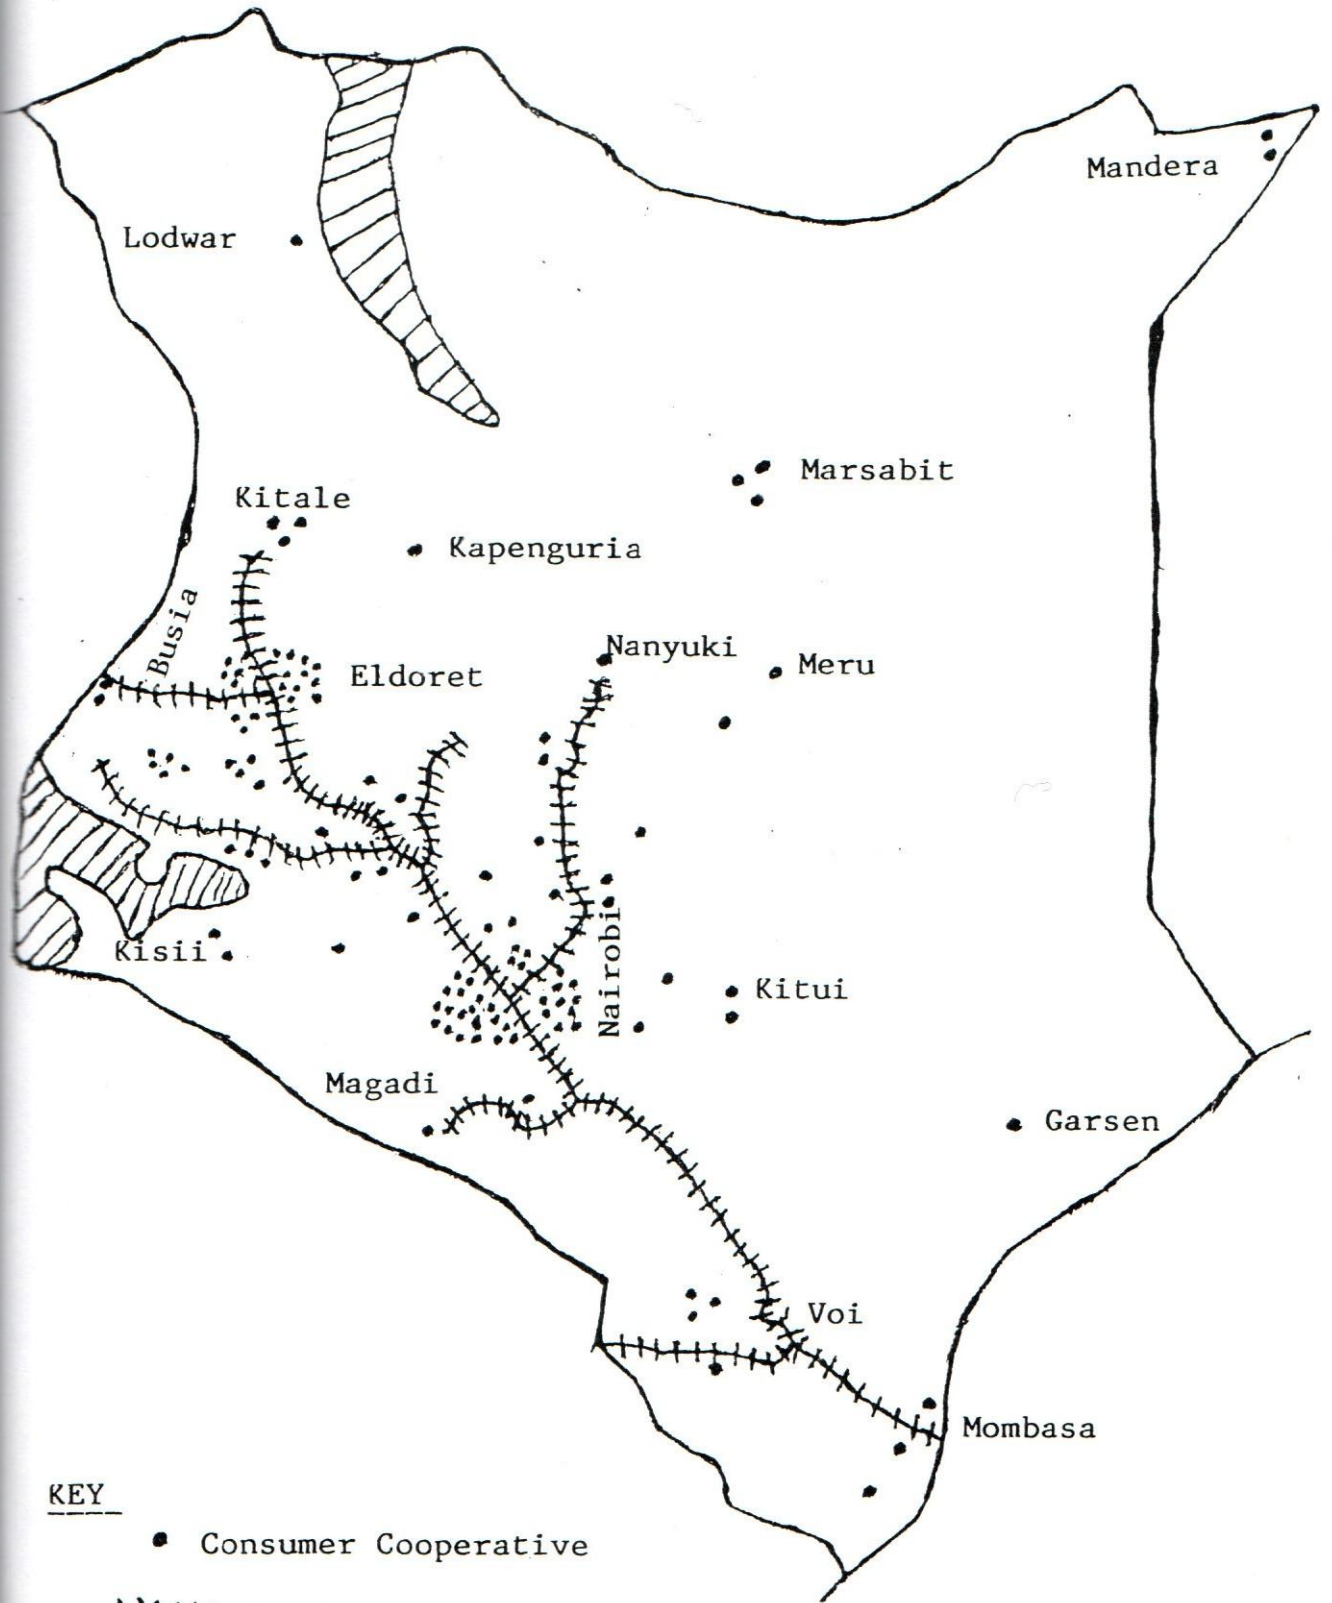 Mandera
Lodwar
Marsabit
Kitale
Kapenguria
Busia
Nanyuki
Meru
Eldoret
Kisii
Nairobi
Kitui
Magadi
Garsen
Voi
Mombasa
KEY
Consumer Cooperative